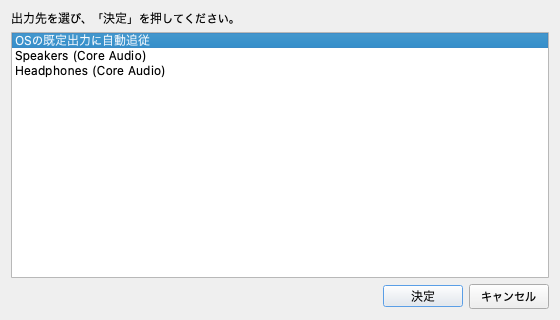 出力先を選び、「決定」を押してください。
OSの既定出力に自動追従
Speakers (Core Audio)
Headphones (Core Audio)
決定
キャンセル